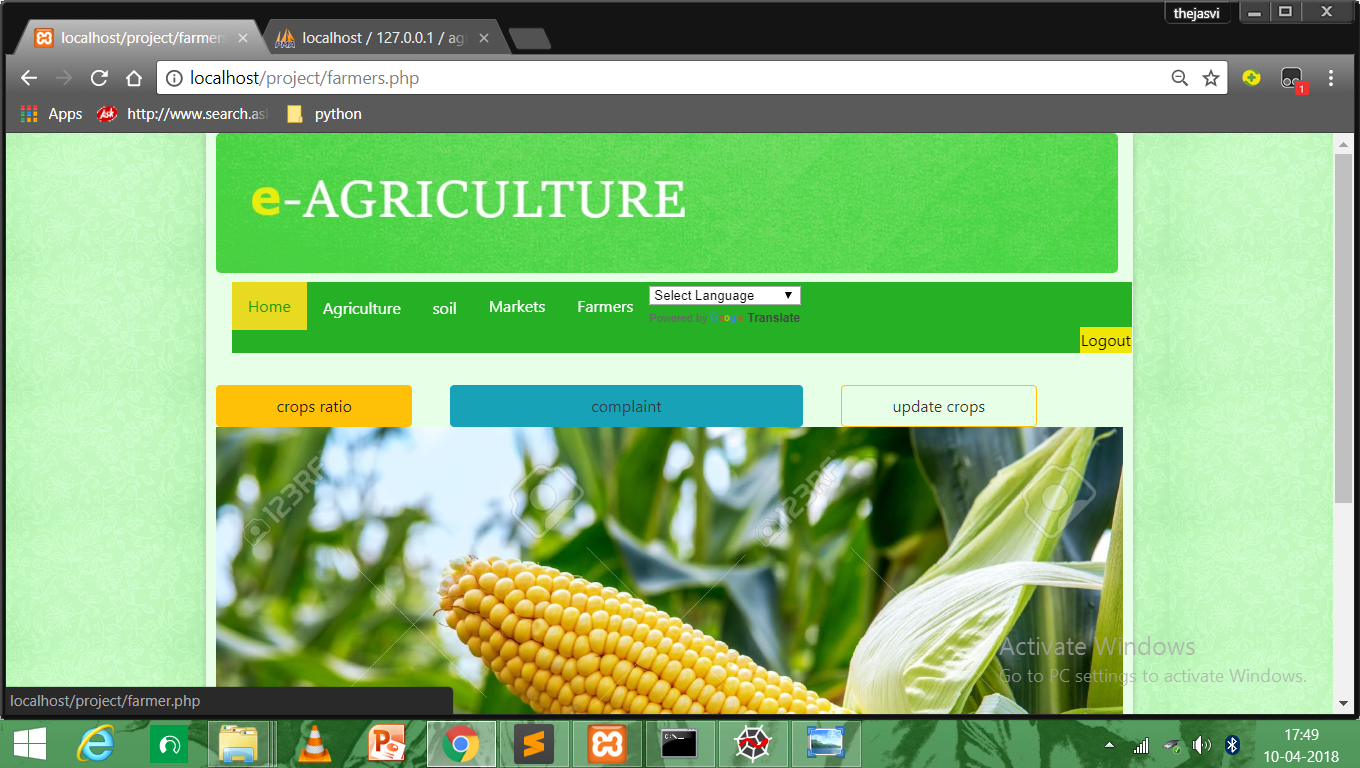 thejasvi
localhost/project/farmers
localhost / 127.0.0.1 / ag
localhost/project/farmers.php
1
Apps
Ask
http://www.search.as
python
e-AGRICULTURE
Home
Agriculture
soil
Markets
Farmers
Select Language
Powered by Google Translate
Logout
crops ratio
complaint
update crops
123RF
123RF
Activate Windows
Go to PC settings to activate Windows.
localhost/project/farmer.php
17:49
10-04-2018